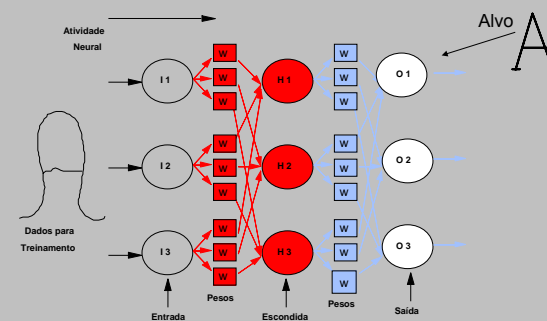 Atividade
Neural
Alvo
A
I 1
W
W
W
H 1
W
W
W
O 1
I 2
W
W
W
H 2
W
W
W
O 2
I 3
W
W
W
H 3
W
W
W
O 3
Dados para
Treinamento
Entrada
Pesos
Escondida
Pesos
Saída